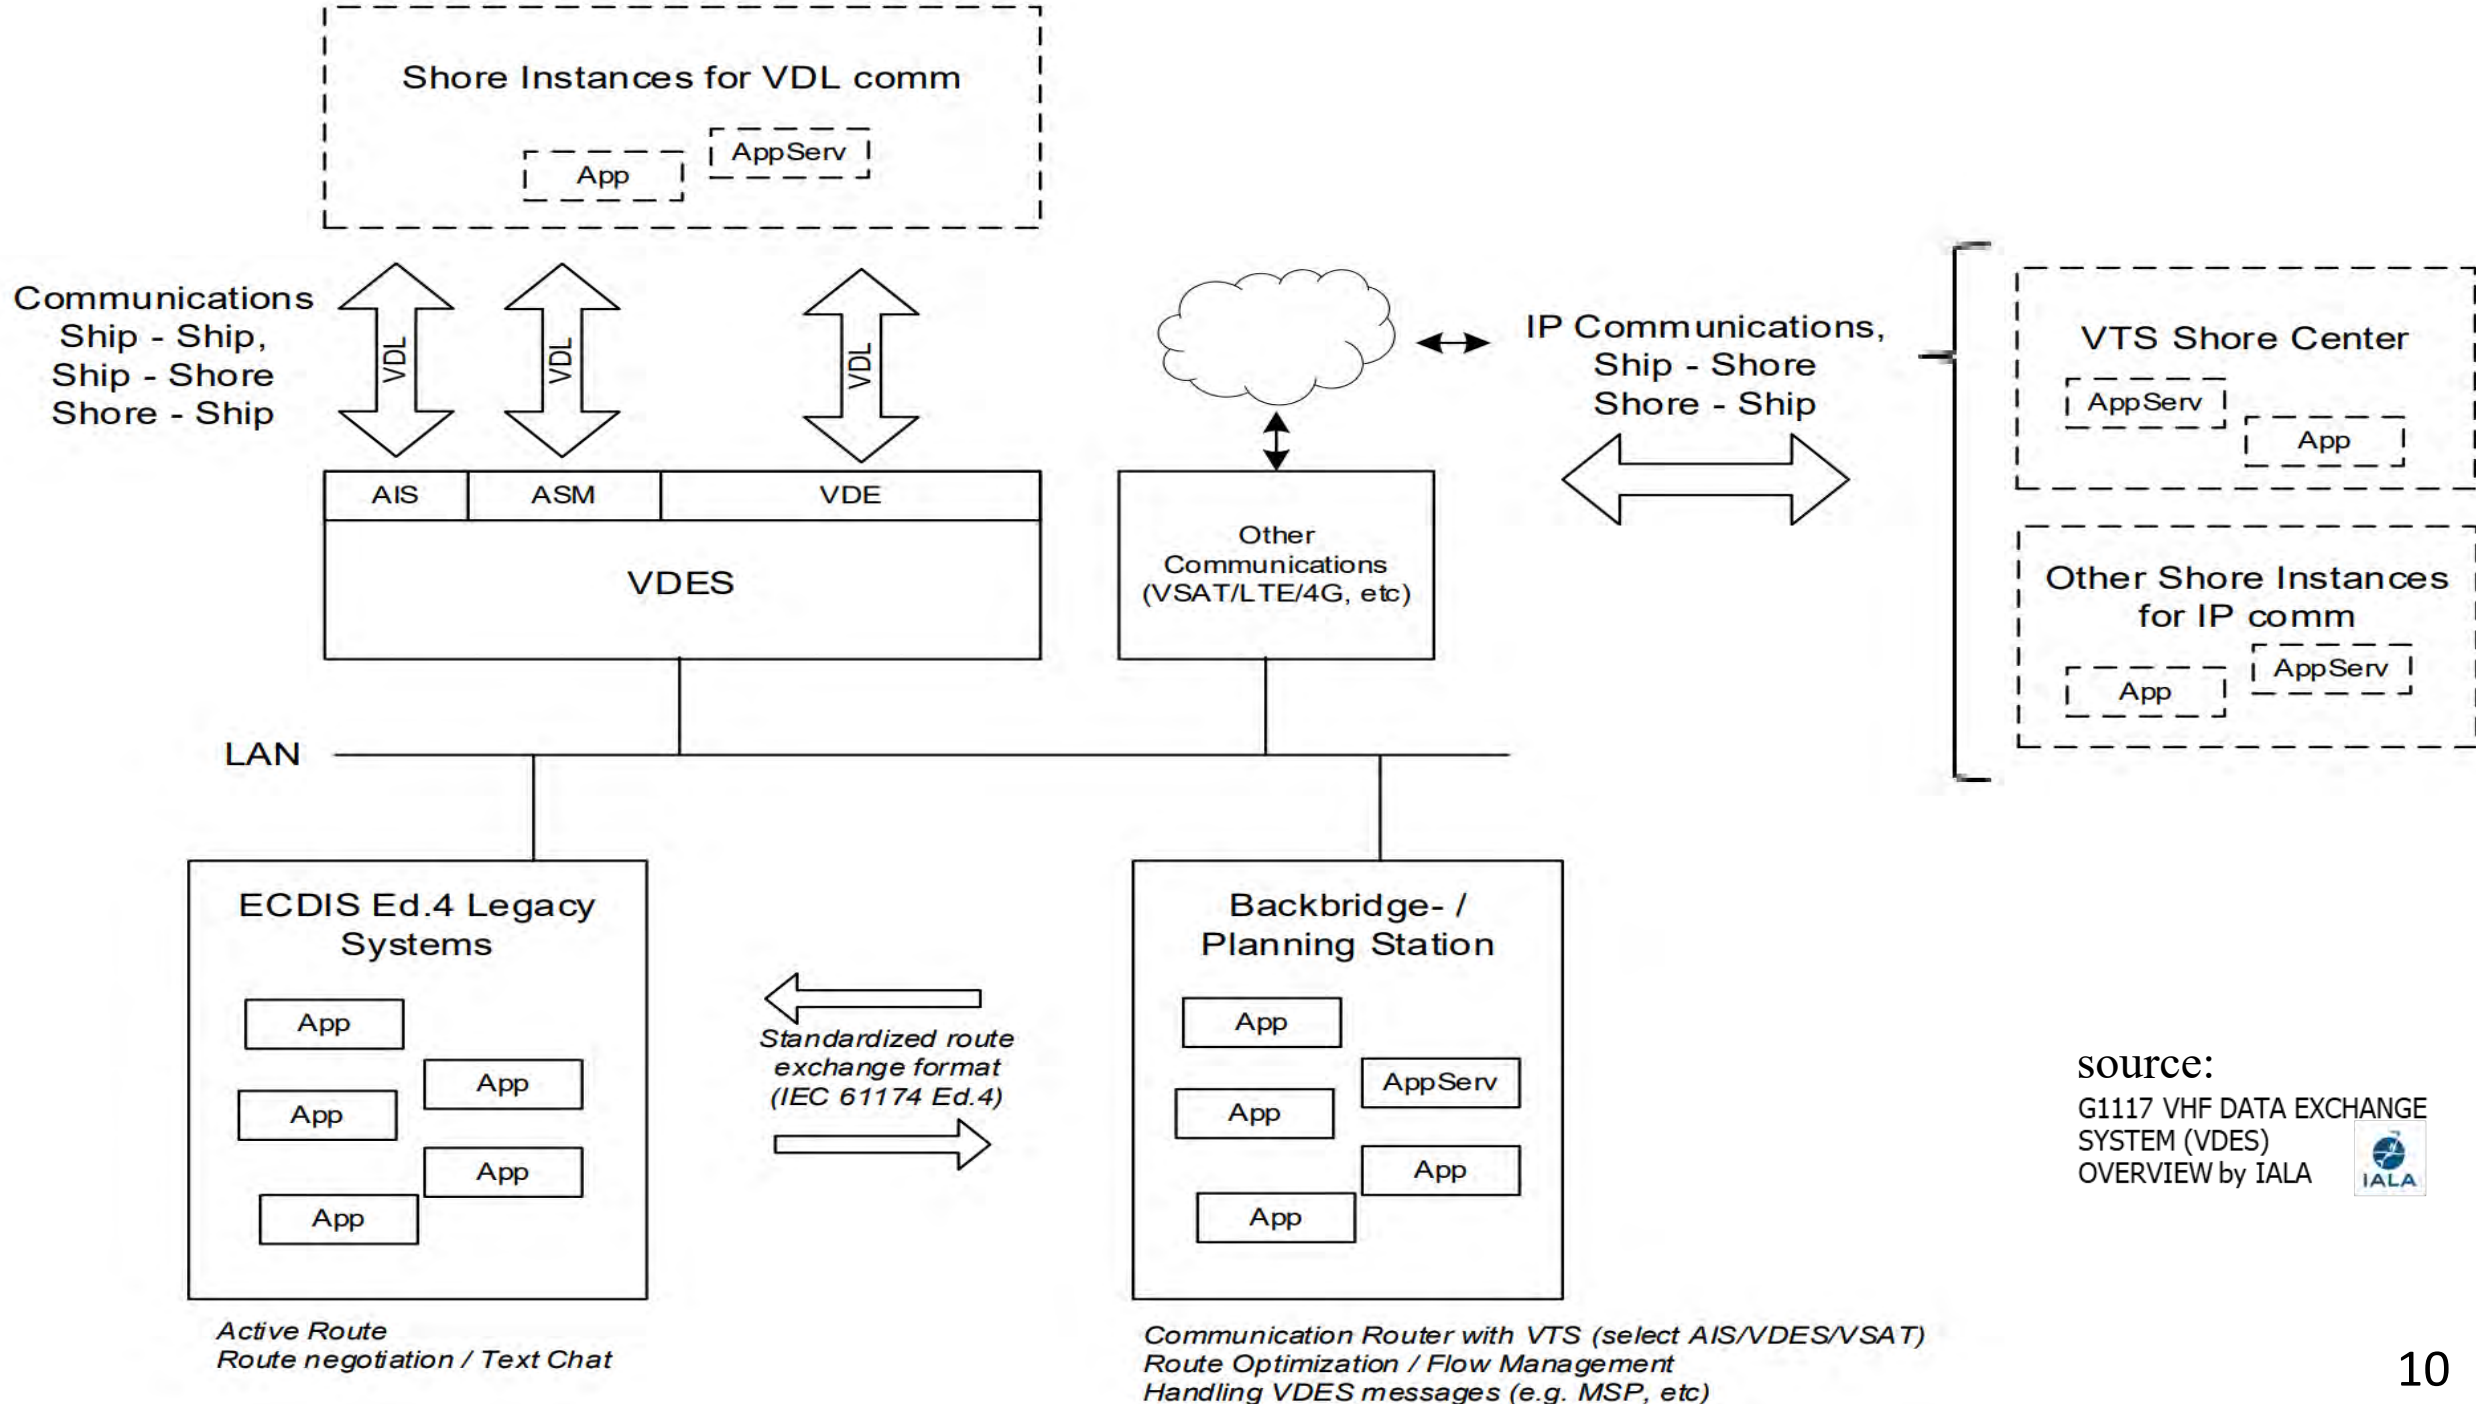 Shore Instances for VDL comm
App
AppServ
Communications
Ship - Ship,
Ship - Shore
Shore - Ship
VDL
VDL
VDL
IP Communications,
Ship - Shore
Shore - Ship
VTS Shore Center
AppServ
App
AIS
ASM
VDE
VDES
Other
Communications
(VSAT/LTE/4G, etc)
Other Shore Instances
for IP comm
App
AppServ
LAN
ECDIS Ed.4 Legacy
Systems
App
App
App
App
App
Standardized route
exchange format
(IEC 61174 Ed.4)
Backbridge- /
Planning Station
App
AppServ
App
App
App
source:
G1117 VHF DATA EXCHANGE
SYSTEM (VDES)
OVERVIEW by IALA
IALA
Active Route
Route negotiation / Text Chat
Communication Router with VTS (select AIS/VDES/VSAT)
Route Optimization / Flow Management
Handling VDES messages (e.g. MSP, etc)
10